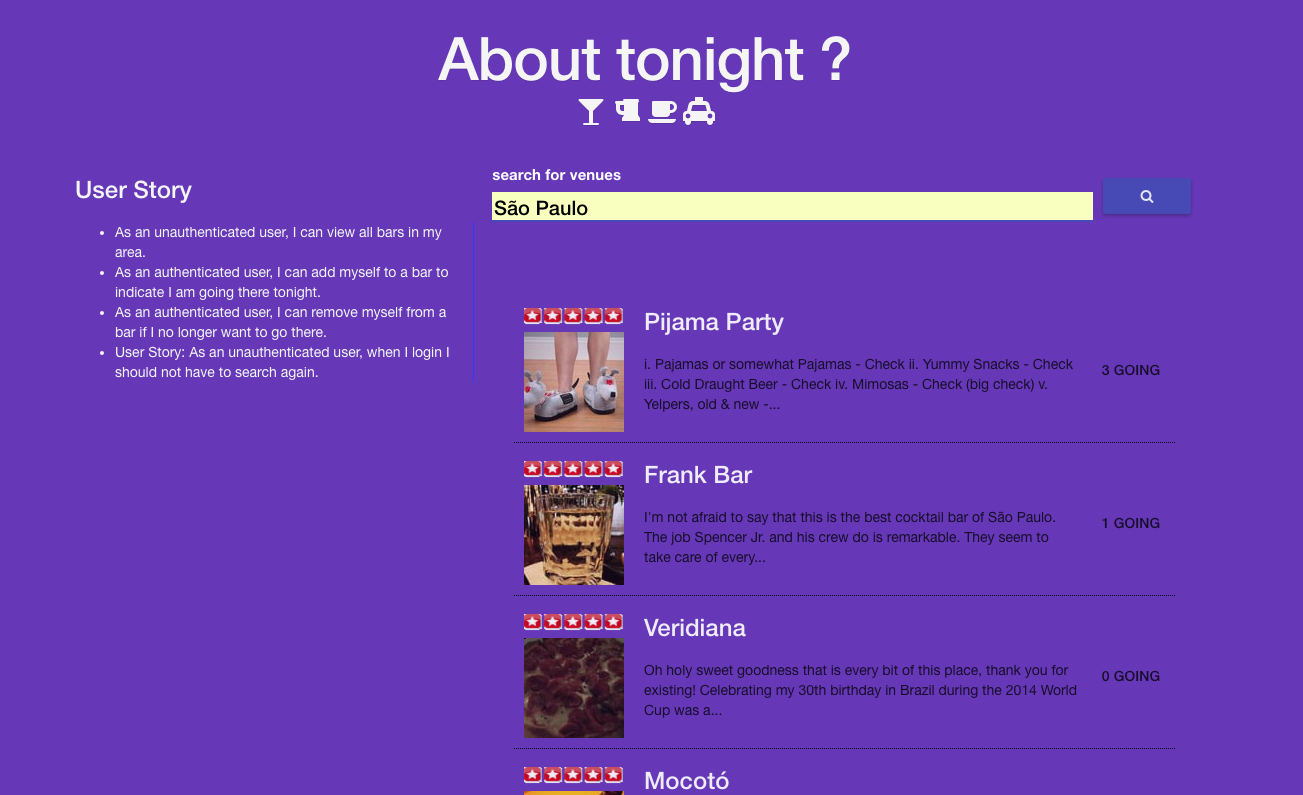 About tonight ?
User Story
As an unauthenticated user, I can view all bars in my
area.
As an authenticated user, I can add myself to a bar to
indicate I am going there tonight.
As an authenticated user, I can remove myself from a
bar if I no longer want to go there.
User Story: As an unauthenticated user, when I login I
should not have to search again.
search for venues
São Paulo
Pijama Party
i. Pajamas or somewhat Pajamas - Check ii. Yummy Snacks - Check
iii. Cold Draught Beer - Check iv. Mimosas - Check (big check) v.
Yelpers, old & new -...
3 GOING
Frank Bar
I'm not afraid to say that this is the best cocktail bar of São Paulo.
The job Spencer Jr. and his crew do is remarkable. They seem to
take care of every...
1 GOING
Veridiana
Oh holy sweet goodness that is every bit of this place, thank you for
existing! Celebrating my 30th birthday in Brazil during the 2014 World
Cup was a...
0 GOING
Mocotó